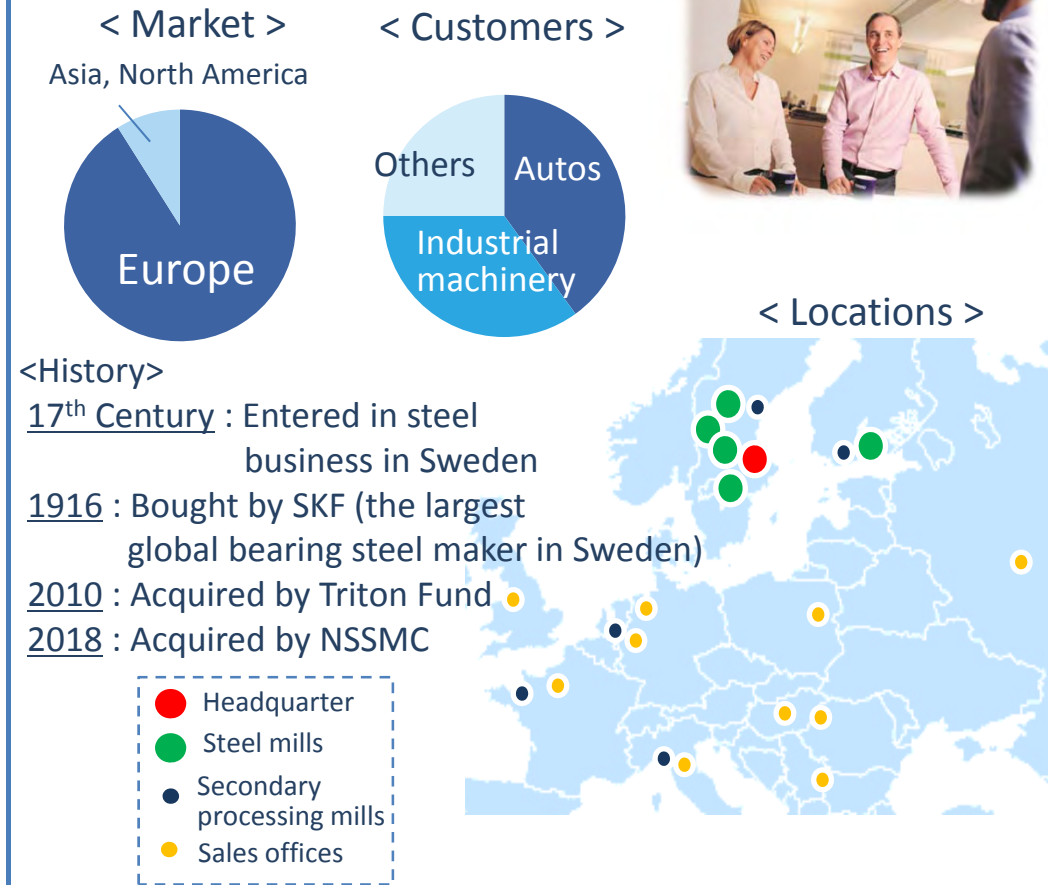 < Market >
Asia, North America
Europe
< Customers >
Others
Autos
Industrial
machinery
< Locations >
<History>
17th Century : Entered in steel
business in Sweden
1916 : Bought by SKF (the largest
global bearing steel maker in Sweden)
2010 : Acquired by Triton Fund
2018 : Acquired by NSSMC
Headquarter
Steel mills
Secondary
processing mills
Sales offices